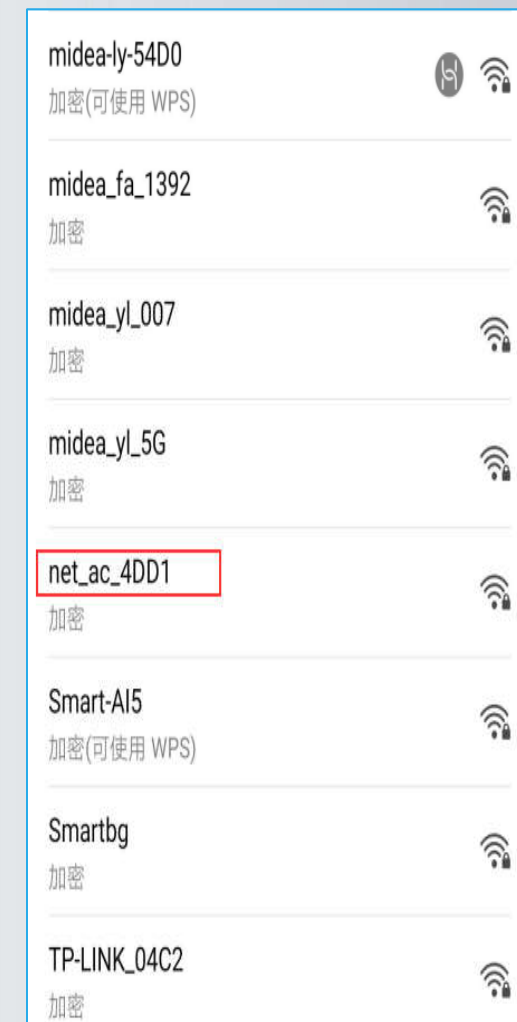 midea-ly-54D0
加密(可使用 WPS)
midea_fa_1392
加密
midea_yl_007
加密
midea_yl_5G
加密
net_ac_4DD1
加密
Smart-AI5
加密(可使用 WPS)
Smartbg
加密
TP-LINK_04C2
加密